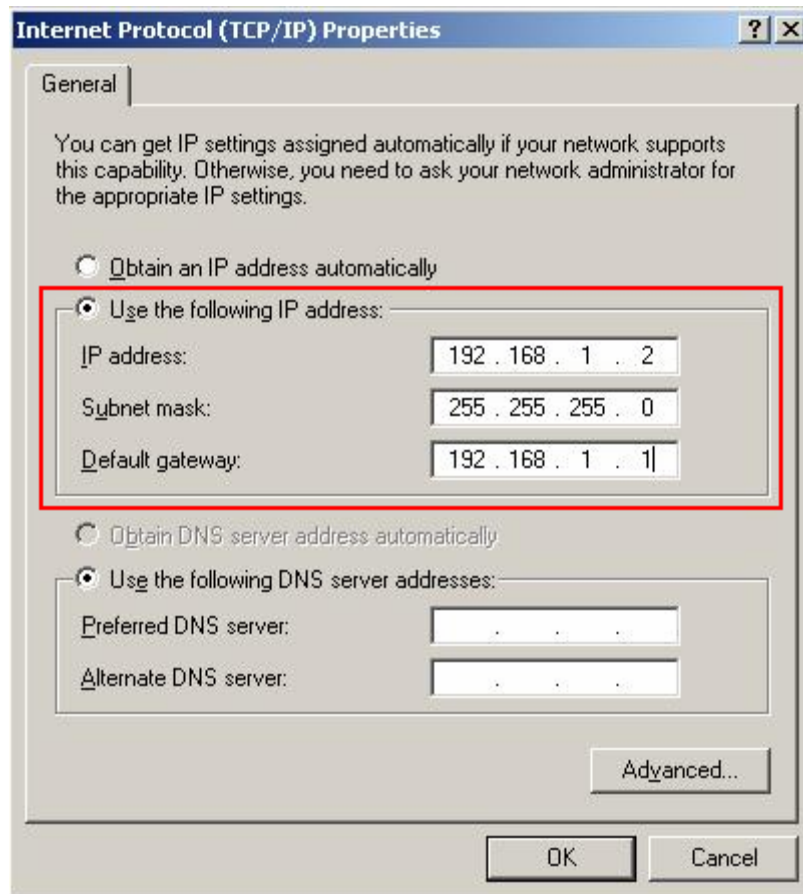 Internet Protocol (TCP/IP) Properties
General
You can get IP settings assigned automatically if your network supports
this capability. Otherwise, you need to ask your network administrator for
the appropriate IP settings.
Obtain an IP address automatically
Use the following IP address:
IP address: 192 . 168 . 1 . 2
Subnet mask: 255 . 255 . 255 . 0
Default gateway: 192 . 168 . 1 . 1
Obtain DNS server address automatically
Use the following DNS server addresses:
Preferred DNS server: . . .
Alternate DNS server: . . .
Advanced...
OK Cancel